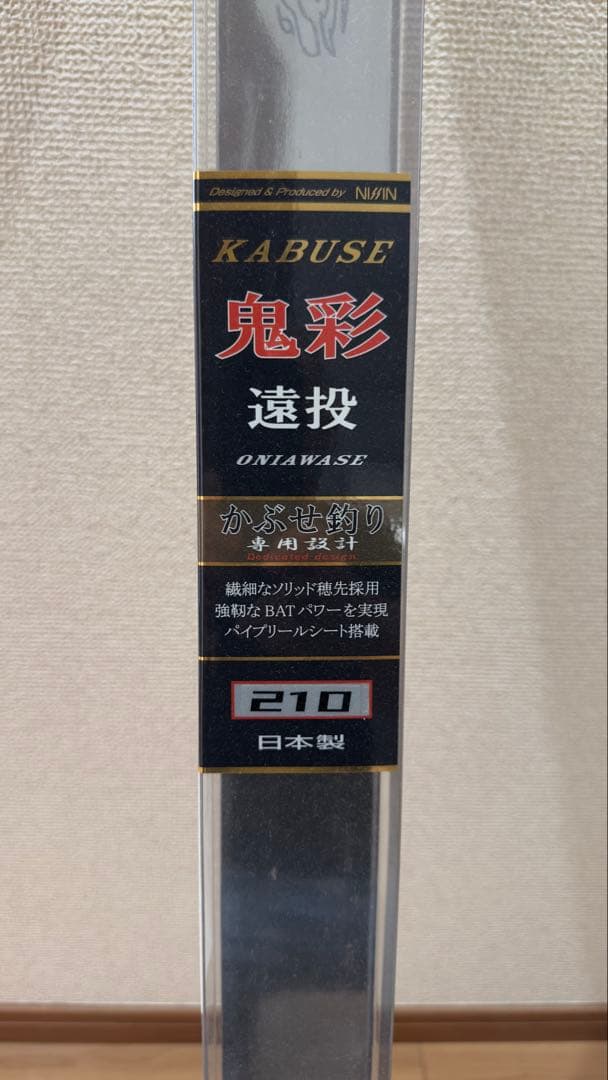 Designed & Produced by NISSIN
KABUSE
鬼彩
遠投
ONIAWASE
かぶせ釣り
専用設計
Dedicated design
繊細なソリッド穂先採用
強靭なBATパワーを実現
パイプリールシート搭載
210
日本製